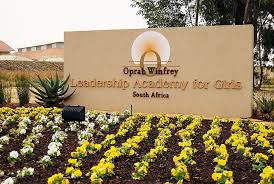 Oprah Winfrey
Leadership Academy for Girls
South Africa